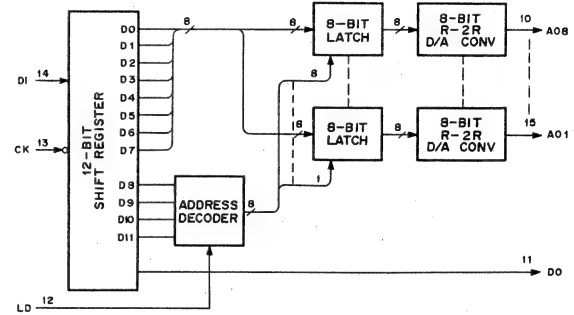 DI 14
CK 13
LD 12
12-BIT
SHIFT REGISTER
D0
D1
D2
D3
D4
D5
D6
D7
D8
D9
D10
D11
8
8
8-BIT
LATCH
8
8-BIT
R-2R
D/A CONV
10
AO8
8
8
8-BIT
LATCH
8
8-BIT
R-2R
D/A CONV
15
AO1
1
ADDRESS
DECODER
8
11
DO